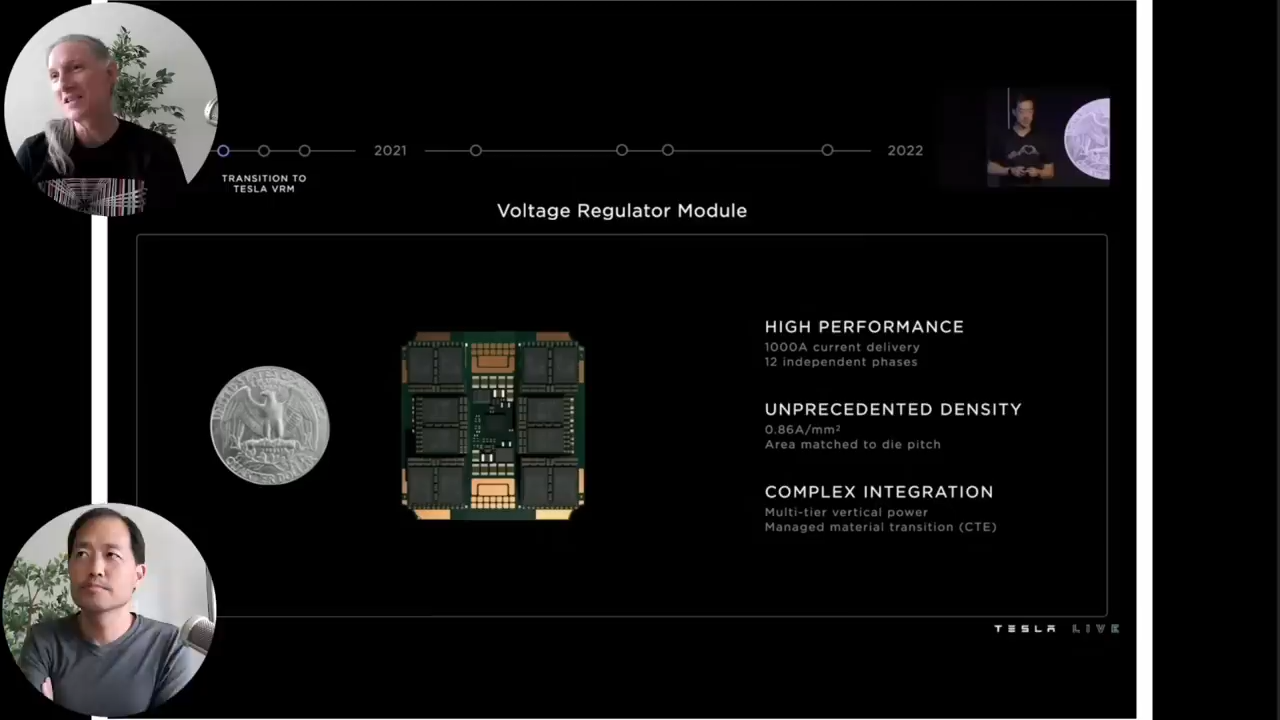 2021
2022
TRANSITION TO
TESLA VRM
Voltage Regulator Module
HIGH PERFORMANCE
1000A current delivery
12 independent phases
UNPRECEDENTED DENSITY
0.86A/mm²
Area matched to die pitch
COMPLEX INTEGRATION
Multi-tier vertical power
Managed material transition (CTE)
TESLA LIVE